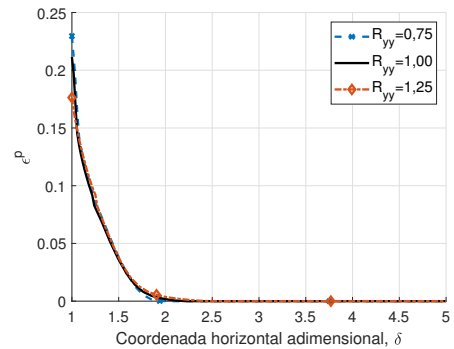 0.25
0.2
0.15
0.1
0.05
0
ϵᵖ
R_yy=0,75
R_yy=1,00
R_yy=1,25
1 1.5 2 2.5 3 3.5 4 4.5 5
Coordenada horizontal adimensional, δ